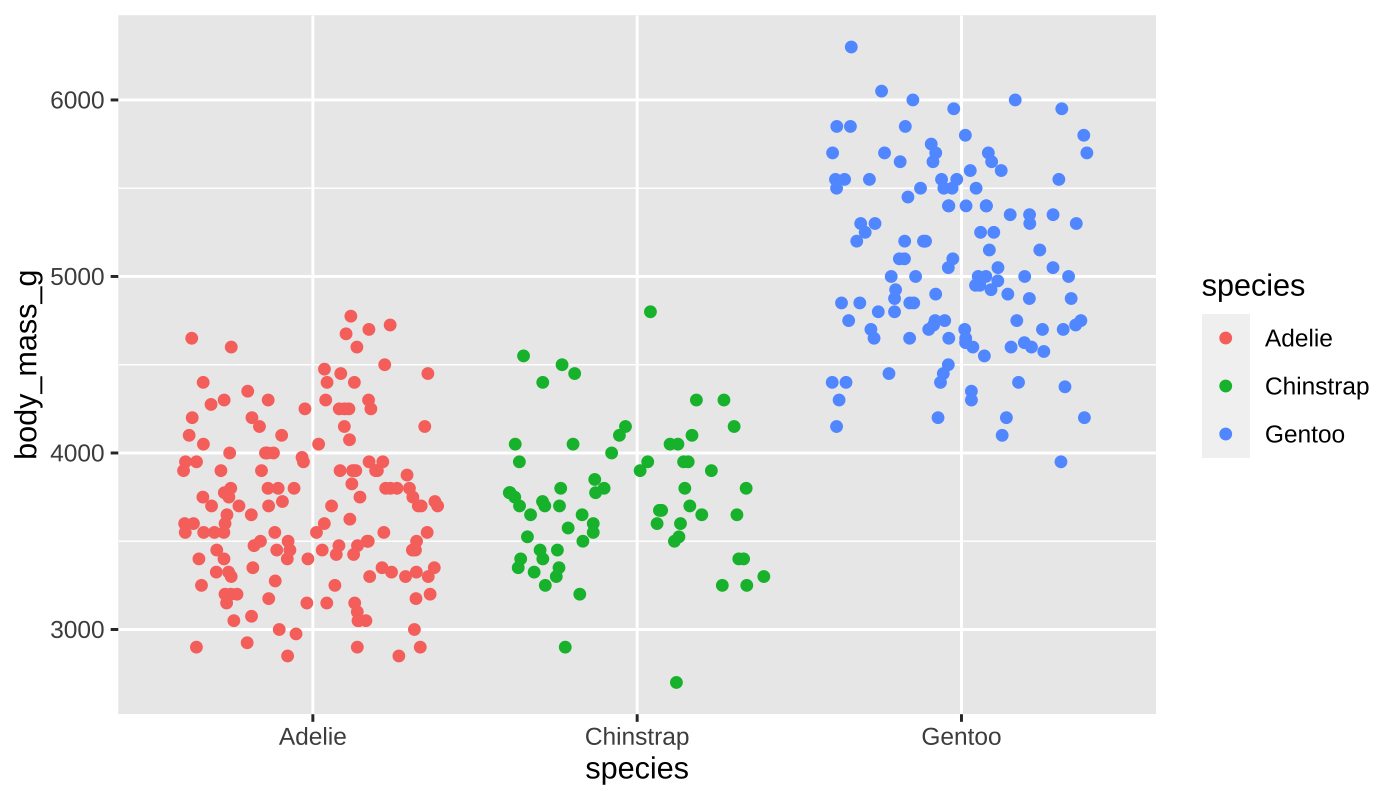 body_mass_g
6000
5000
4000
3000
Adelie
Chinstrap
Gentoo
species
species
Adelie
Chinstrap
Gentoo